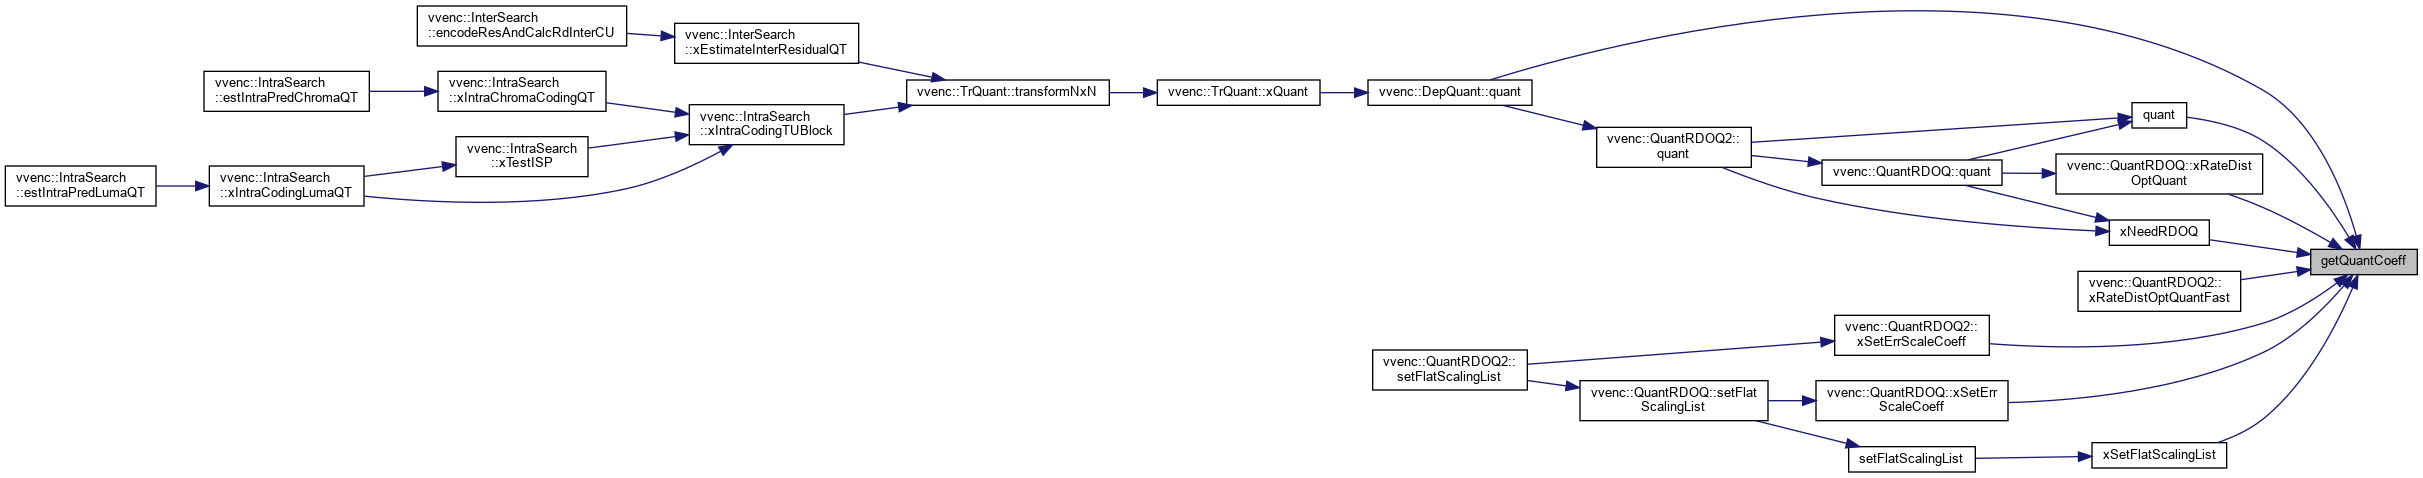 vvenc::InterSearch
::encodeResAndCalcRdInterCU
vvenc::InterSearch
::xEstimateInterResidualQT
vvenc::IntraSearch
::estIntraPredChromaQT
vvenc::IntraSearch
::xIntraChromaCodingQT
vvenc::TrQuant::transformNxN
vvenc::TrQuant::xQuant
vvenc::DepQuant::quant
vvenc::IntraSearch
::xIntraCodingTUBlock
quant
vvenc::QuantRDOQ2::
quant
vvenc::IntraSearch
::xTestISP
vvenc::QuantRDOQ::quant
vvenc::QuantRDOQ::xRateDist
OptQuant
vvenc::IntraSearch
::estIntraPredLumaQT
vvenc::IntraSearch
::xIntraCodingLumaQT
xNeedRDOQ
getQuantCoeff
vvenc::QuantRDOQ2::
xRateDistOptQuantFast
vvenc::QuantRDOQ2::
xSetErrScaleCoeff
vvenc::QuantRDOQ2::
setFlatScalingList
vvenc::QuantRDOQ::setFlat
ScalingList
vvenc::QuantRDOQ::xSetErr
ScaleCoeff
setFlatScalingList
xSetFlatScalingList